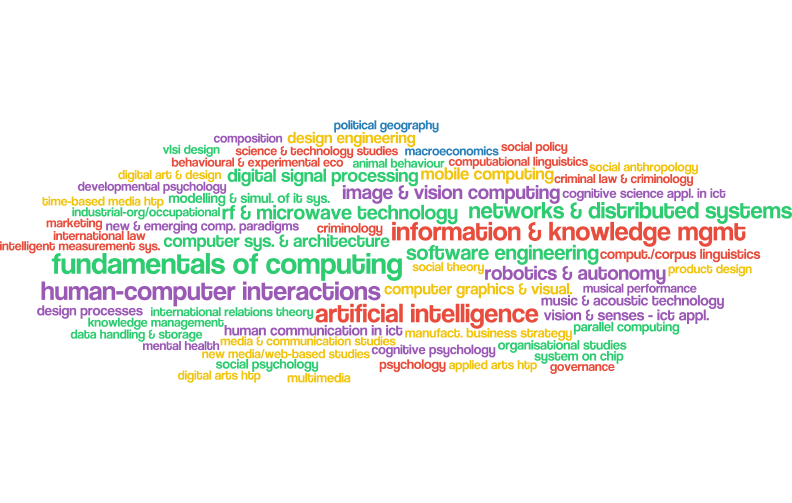 political geography
composition design engineering
vlsi design science & technology studies macroeconomics social policy
behavioural & experimental eco animal behaviour computational linguistics
digital art & design digital signal processing mobile computing social anthropology
criminal law & criminology
developmental psychology image & vision computing cognitive science appl. in ict
time-based media htp modelling & simul. of it sys.
industrial-org/occupational rf & microwave technology networks & distributed systems
marketing new & emerging comp. paradigms criminology information & knowledge mgmt
international law computer sys. & architecture
intelligent measurement sys. software engineering comput./corpus linguistics
fundamentals of computing social theory robotics & autonomy product design
human-computer interactions computer graphics & visual. musical performance
music & acoustic technology
design processes international relations theory artificial intelligence vision & senses - ict appl.
knowledge management human communication in ict manufact. business strategy parallel computing
data handling & storage media & communication studies
mental health cognitive psychology organisational studies
new media/web-based studies system on chip
social psychology psychology applied arts htp governance
digital arts htp multimedia